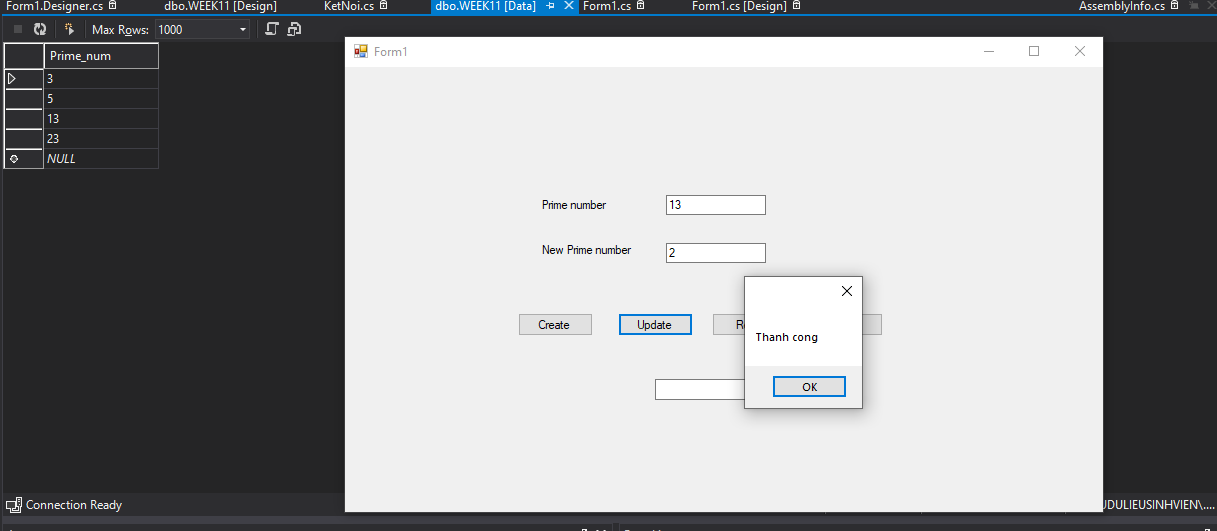 Form1.Designer.cs dbo.WEEK11 [Design] KetNoi.cs dbo.WEEK11 [Data] Form1.cs Form1.cs [Design] AssemblyInfo.cs
Max Rows: 1000
Prime_num
3
5
13
23
NULL
Form1
Prime number 13
New Prime number 2
Create Update
Thanh cong
OK
Connection Ready
UDULIEUSINHVIEN\....